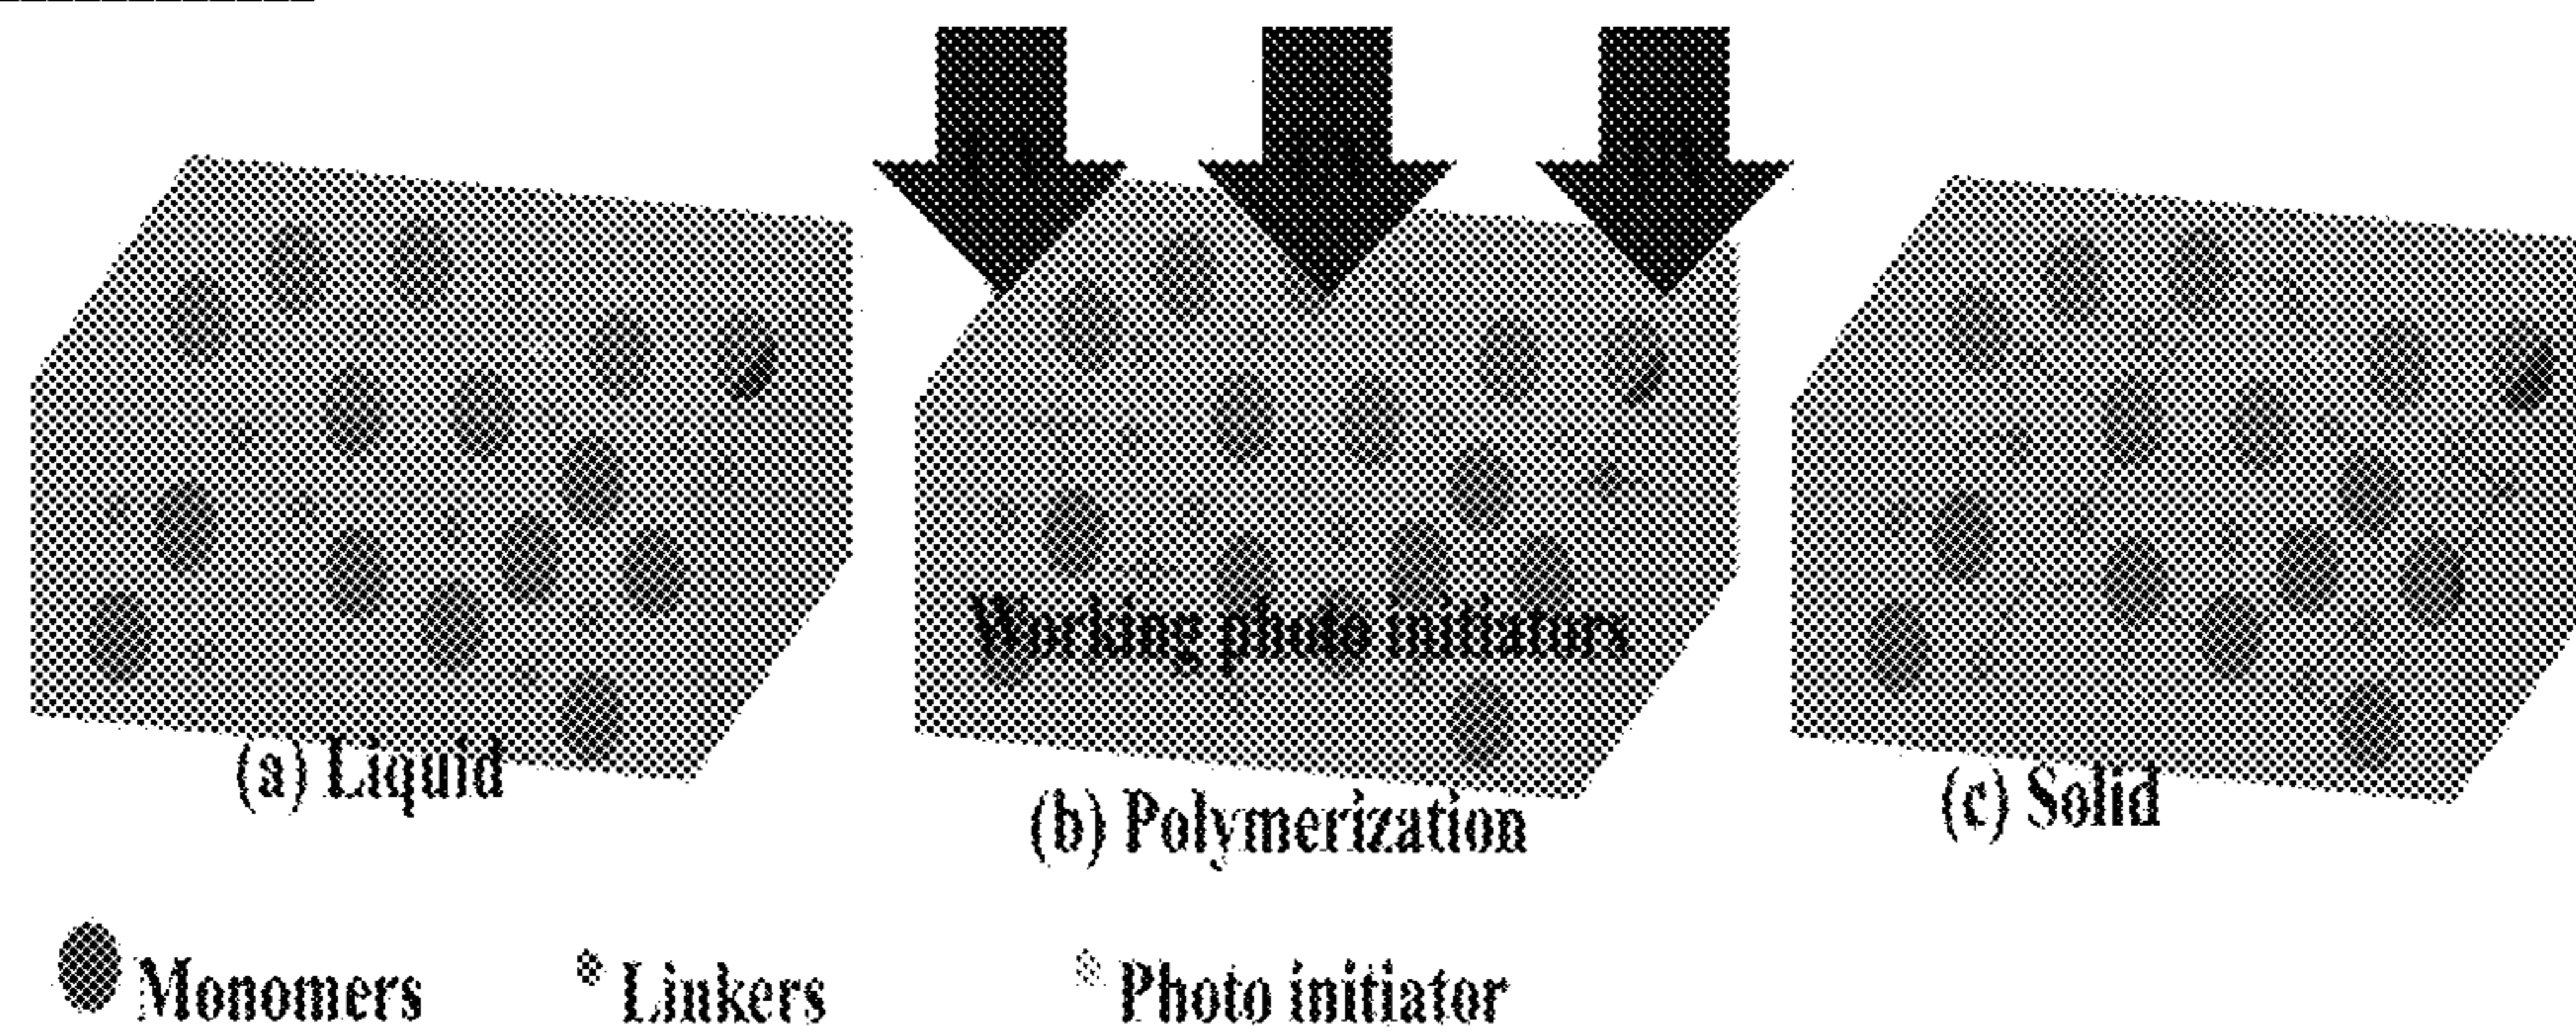 Working photo initiators
(a) Liquid
(b) Polymerization
(c) Solid
Monomers
Linkers
Photo initiator